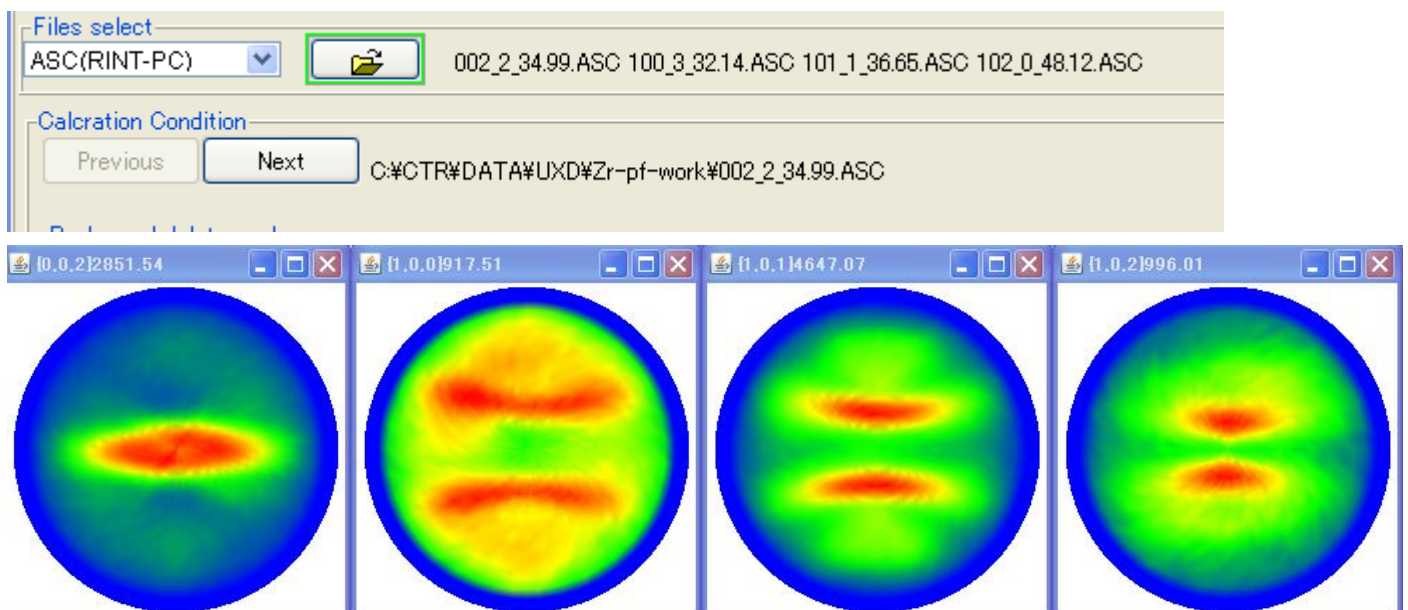 Files select
ASC(RINT-PC) 002_2_34.99.ASC 100_3_32.14.ASC 101_1_36.65.ASC 102_0_48.12.ASC
Calcration Condition
Previous Next C:¥CTR¥DATA¥UXD¥Zr-pf-work¥002_2_34.99.ASC
{0,0,2}2851.54 {1,0,0}917.51 {1,0,1}4647.07 {1,0,2}996.01